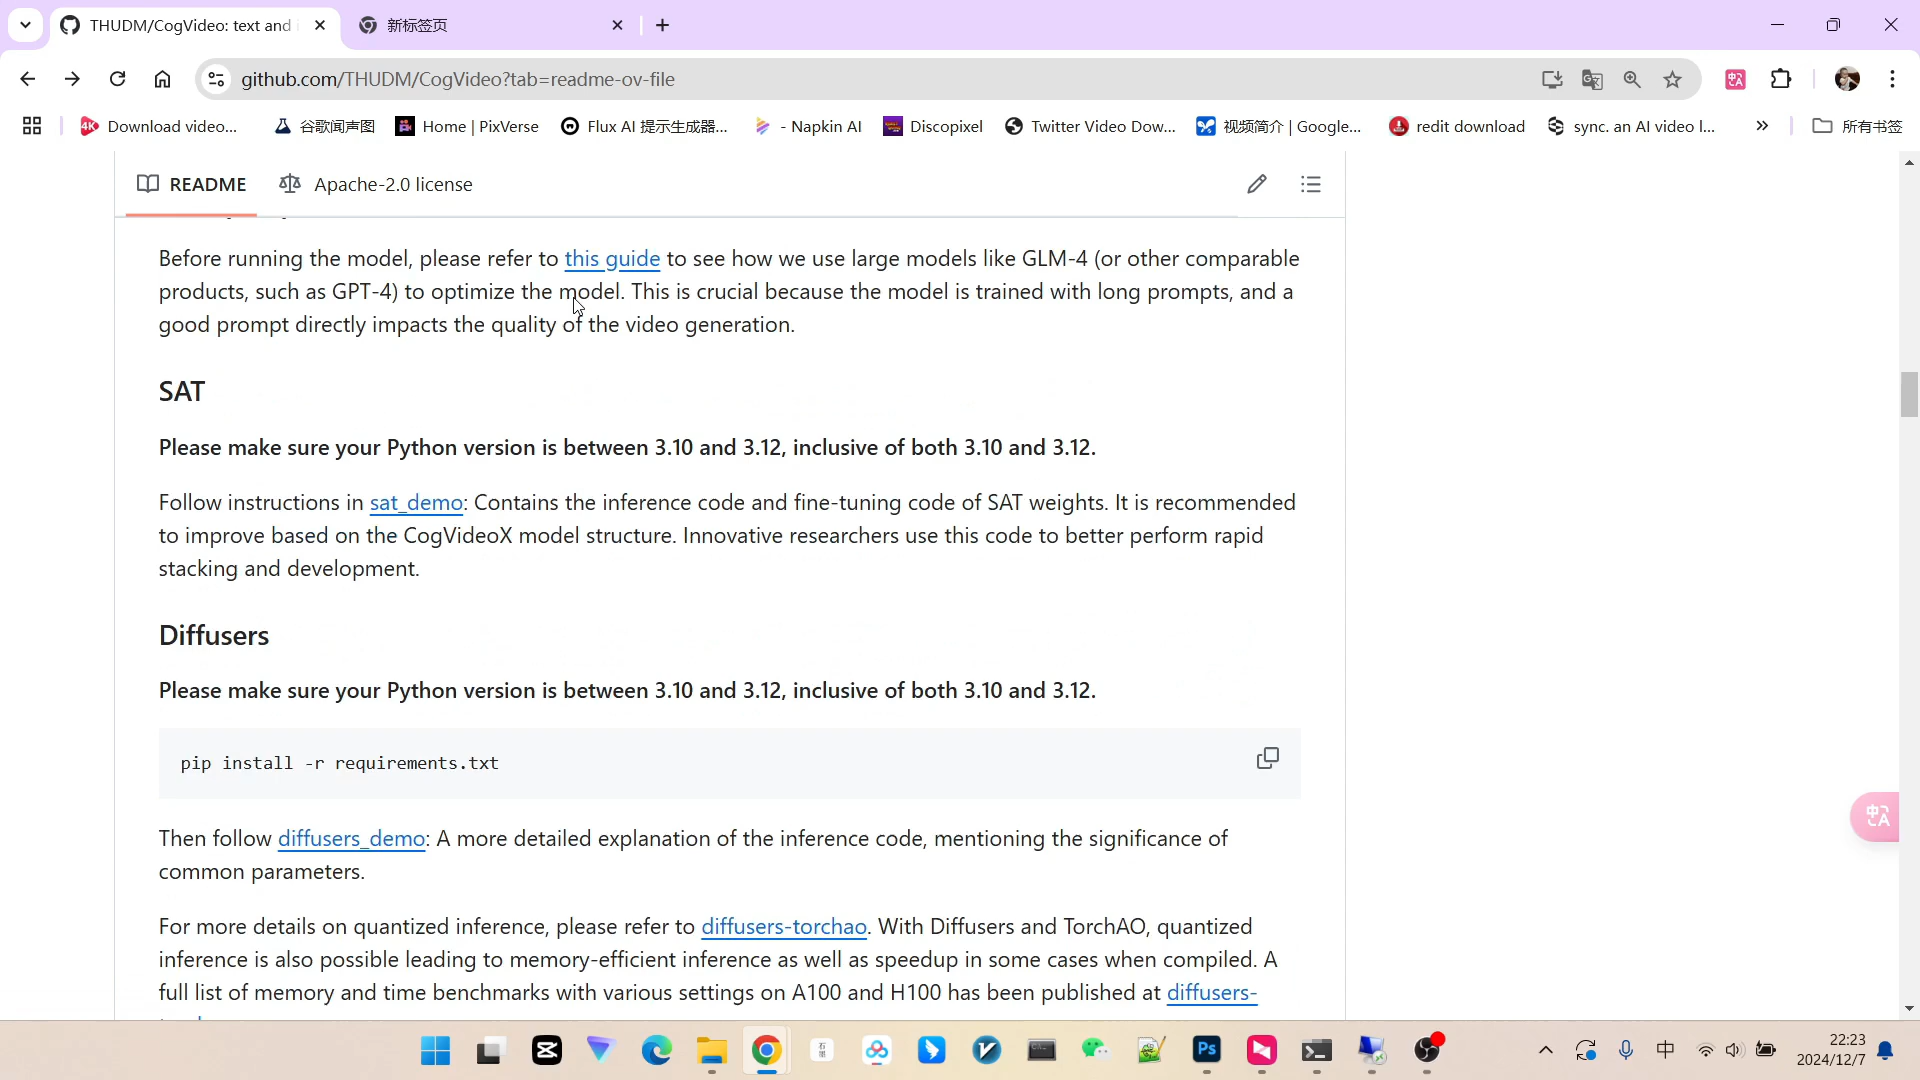 THUDM/CogVideo: text and i
新标签页
github.com/THUDM/CogVideo?tab=readme-ov-file
Download video...
谷歌闻声图
Home | PixVerse
Flux AI 提示生成器...
- Napkin AI
Discopixel
Twitter Video Dow...
视频简介 | Google...
redit download
sync. an AI video l...
所有书签
README
Apache-2.0 license
Before running the model, please refer to this guide to see how we use large models like GLM-4 (or other comparable
products, such as GPT-4) to optimize the model. This is crucial because the model is trained with long prompts, and a
good prompt directly impacts the quality of the video generation.
SAT
Please make sure your Python version is between 3.10 and 3.12, inclusive of both 3.10 and 3.12.
Follow instructions in sat_demo: Contains the inference code and fine-tuning code of SAT weights. It is recommended
to improve based on the CogVideoX model structure. Innovative researchers use this code to better perform rapid
stacking and development.
Diffusers
Please make sure your Python version is between 3.10 and 3.12, inclusive of both 3.10 and 3.12.
pip install -r requirements.txt
Then follow diffusers_demo: A more detailed explanation of the inference code, mentioning the significance of
common parameters.
For more details on quantized inference, please refer to diffusers-torchao. With Diffusers and TorchAO, quantized
inference is also possible leading to memory-efficient inference as well as speedup in some cases when compiled. A
full list of memory and time benchmarks with various settings on A100 and H100 has been published at diffusers-
Ps
中
22:23
2024/12/7